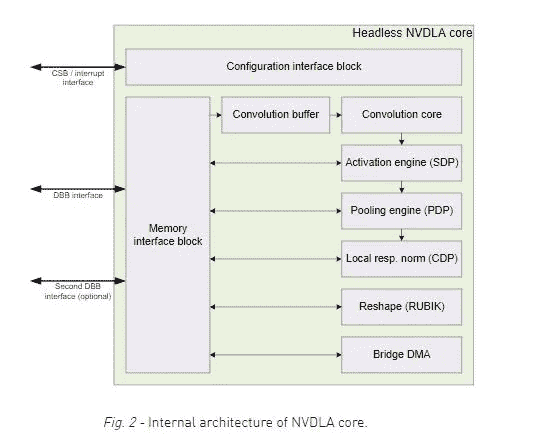 Headless NVDLA core
Configuration interface block
CSB / interrupt
interface
Convolution buffer
Convolution core
Activation engine (SDP)
DBB interface
Pooling engine (PDP)
Memory
interface block
Local resp. norm (CDP)
Second DBB
interface (optional)
Reshape (RUBIK)
Bridge DMA
Fig. 2 - Internal architecture of NVDLA core.